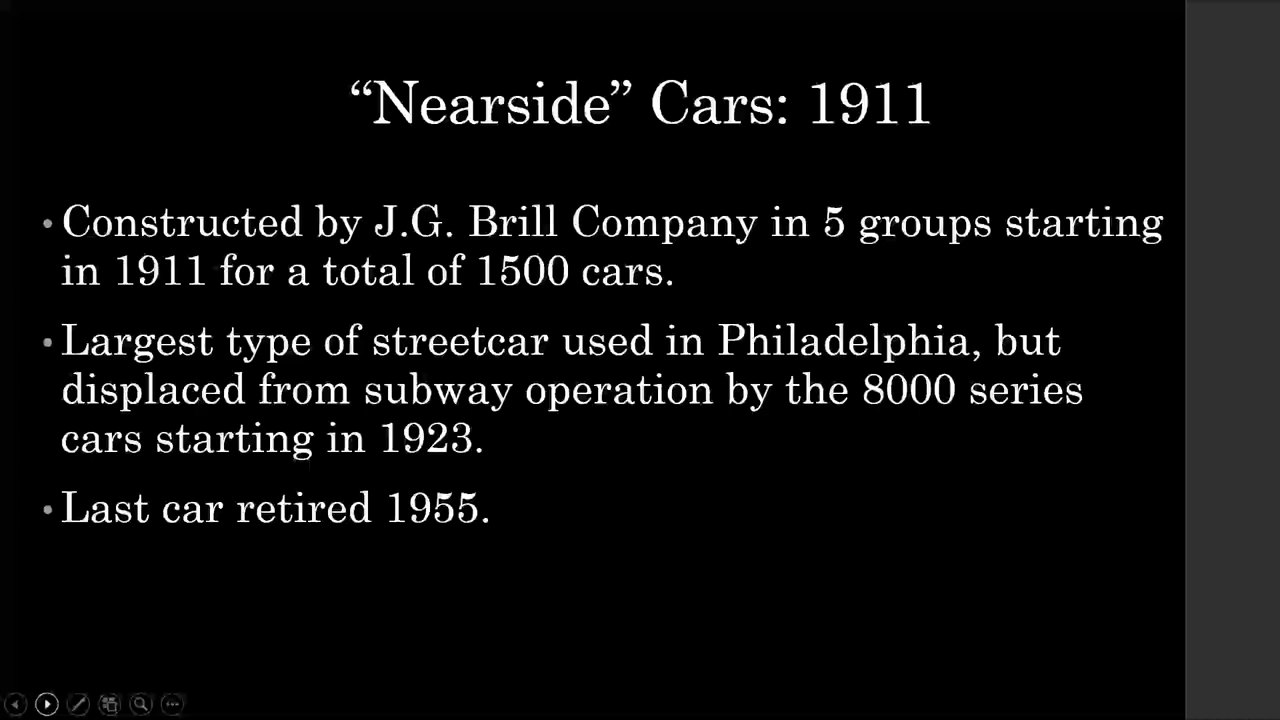 “Nearside” Cars: 1911
• Constructed by J.G. Brill Company in 5 groups starting
in 1911 for a total of 1500 cars.
• Largest type of streetcar used in Philadelphia, but
displaced from subway operation by the 8000 series
cars starting in 1923.
• Last car retired 1955.